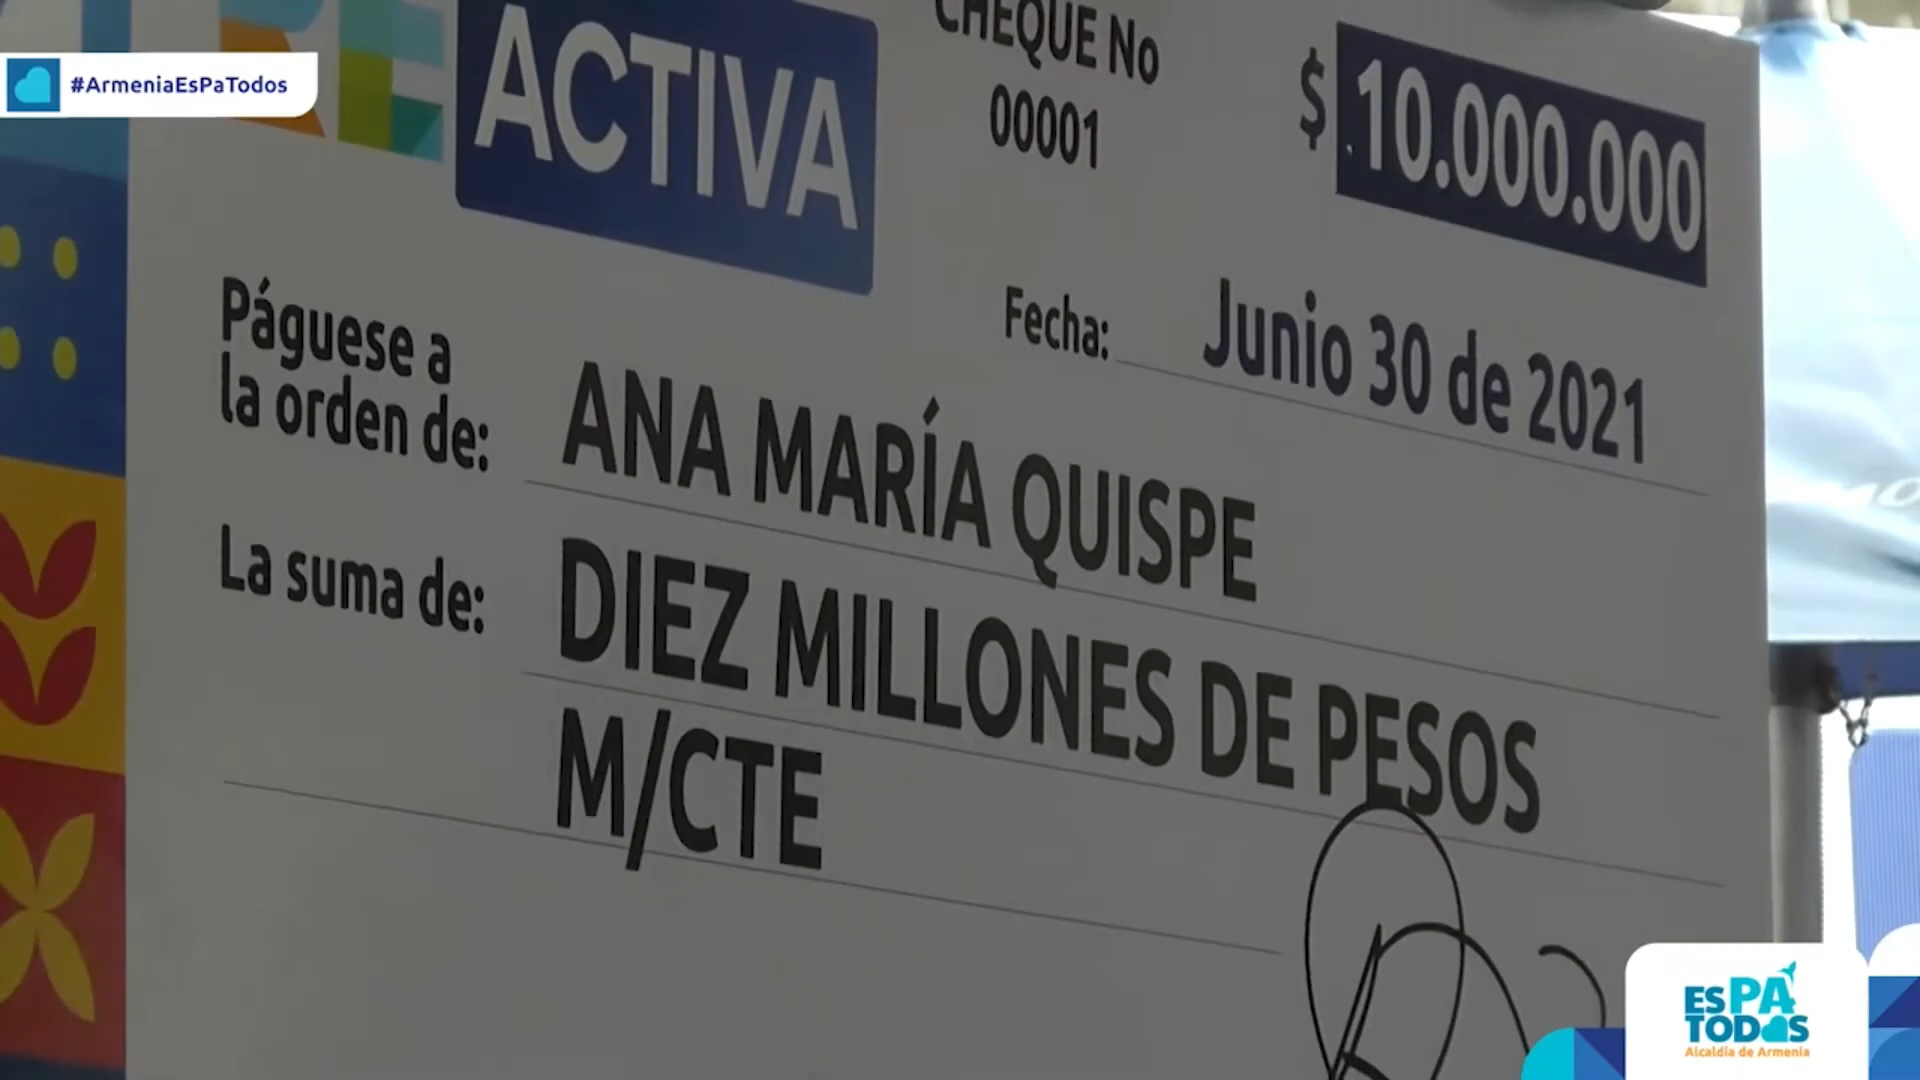 #ArmeniaEsPaTodos
REACTIVA
CHEQUE No
00001
$ 10.000.000
Fecha: Junio 30 de 2021
Páguese a
la orden de: ANA MARÍA QUISPE
La suma de: DIEZ MILLONES DE PESOS
M/CTE
ES PA
TODOS
Alcaldía de Armenia